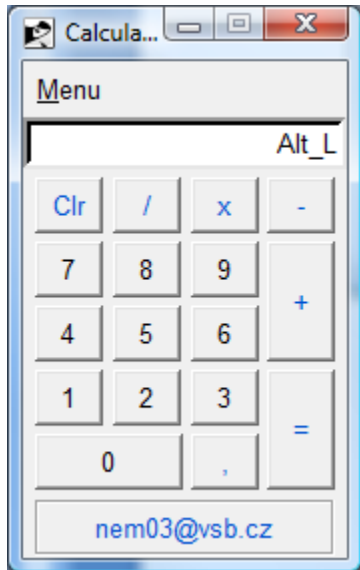 Calcula...
Menu
Alt_L
Clr / x -
7 8 9
+
4 5 6
1 2 3
=
0 ,
nem03@vsb.cz